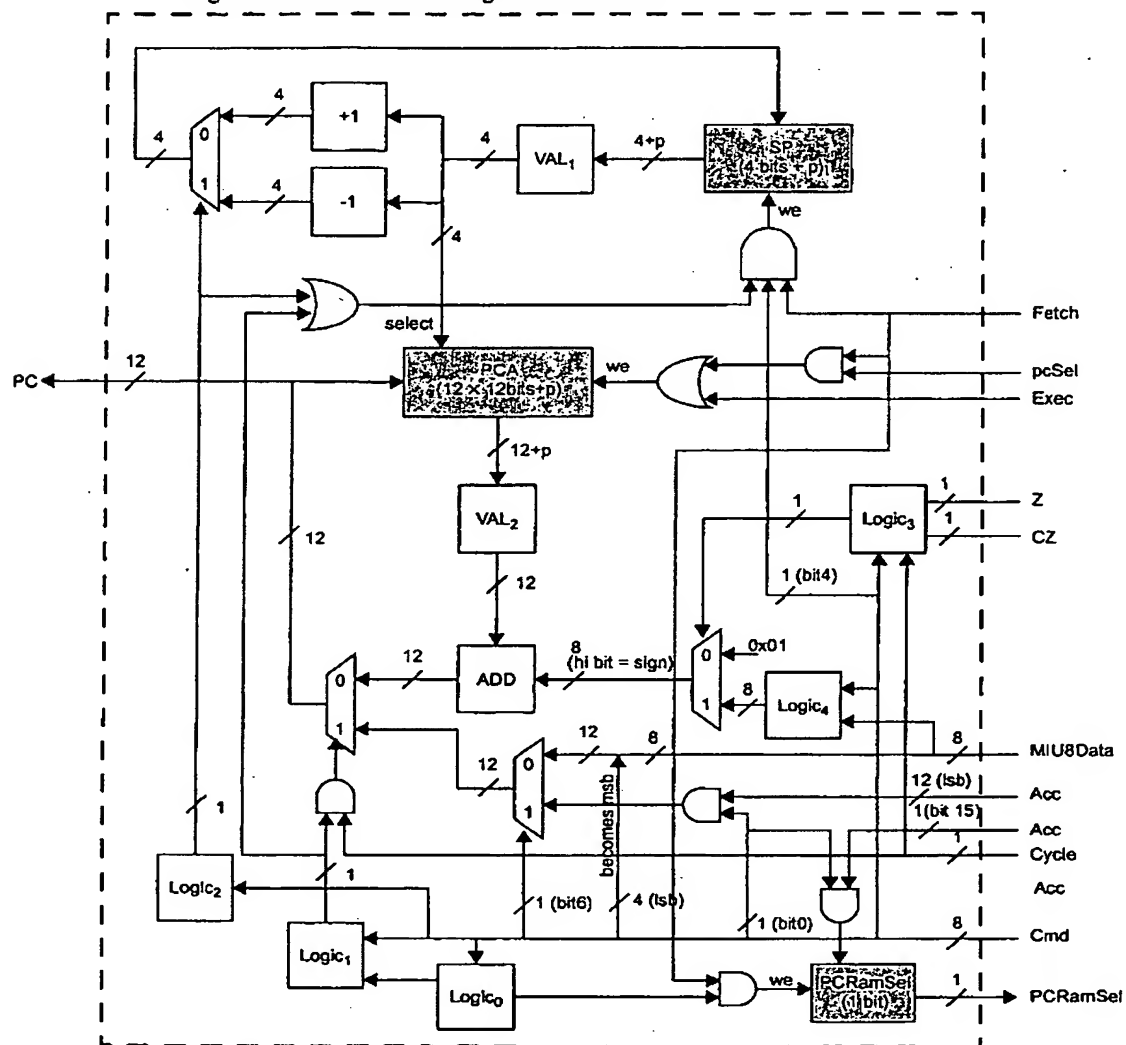 4
+1
4
0
1
4
-1
VAL₁
4
4+p
SP
(4 bits + p)
we
4
select
Fetch
PC
12
PCA
(12 × 12bits+p)
we
pcSel
Exec
12+p
VAL₂
12
12
1
Logic₃
1
Z
1
CZ
1 (bit4)
0
1
12
ADD
8
(hi bit = sign)
0
1
0x01
8
Logic₄
12
0
1
12
8
8
MIU8Data
12 (lsb)
Acc
1(bit 15)
Acc
1
Cycle
Acc
becomes msb
1
Logic₂
1
1 (bit6)
4 (lsb)
1 (bit0)
8
Cmd
Logic₁
Logic₀
we
PCRamSel
(1 bit)
1
PCRamSel